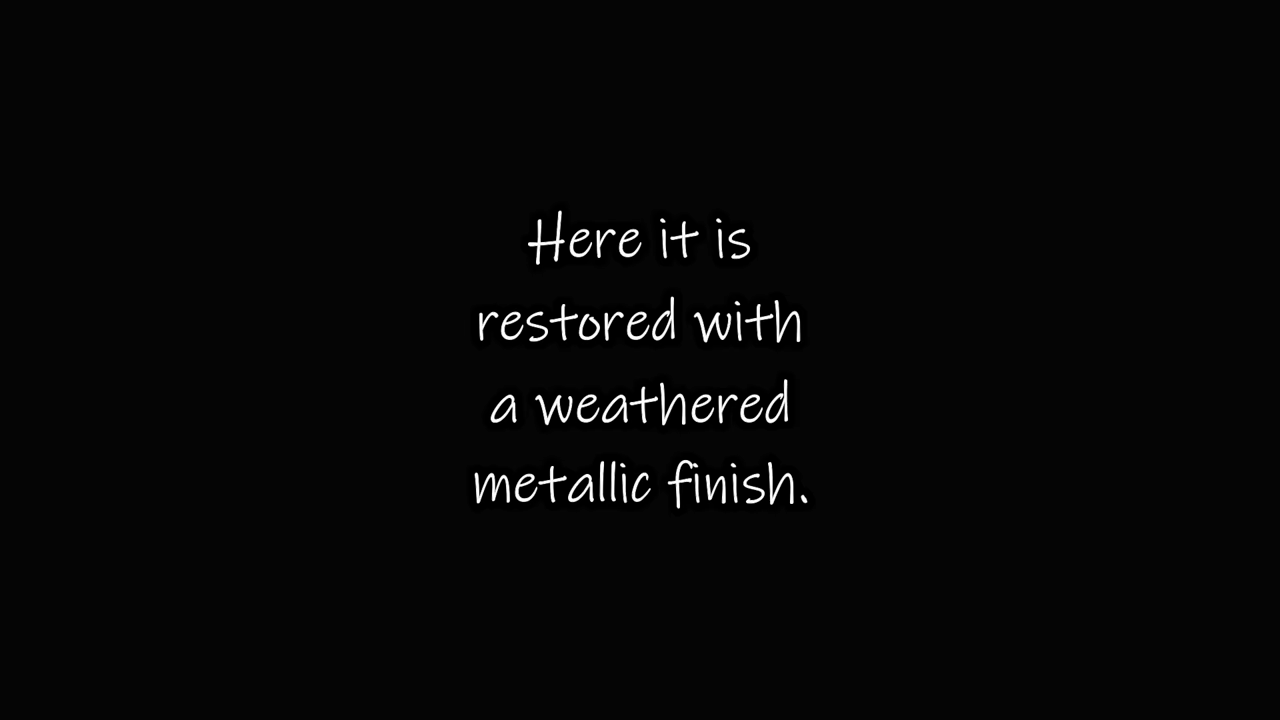 Here it is
restored with
a weathered
metallic finish.